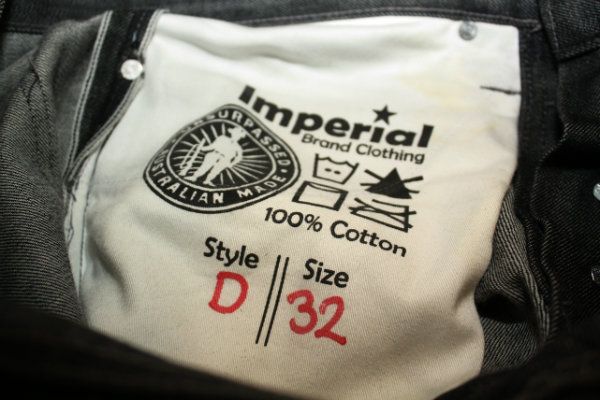 Imperial
Brand Clothing
UNSURPASSED
AUSTRALIAN MADE
100% Cotton
Style
D
Size
32